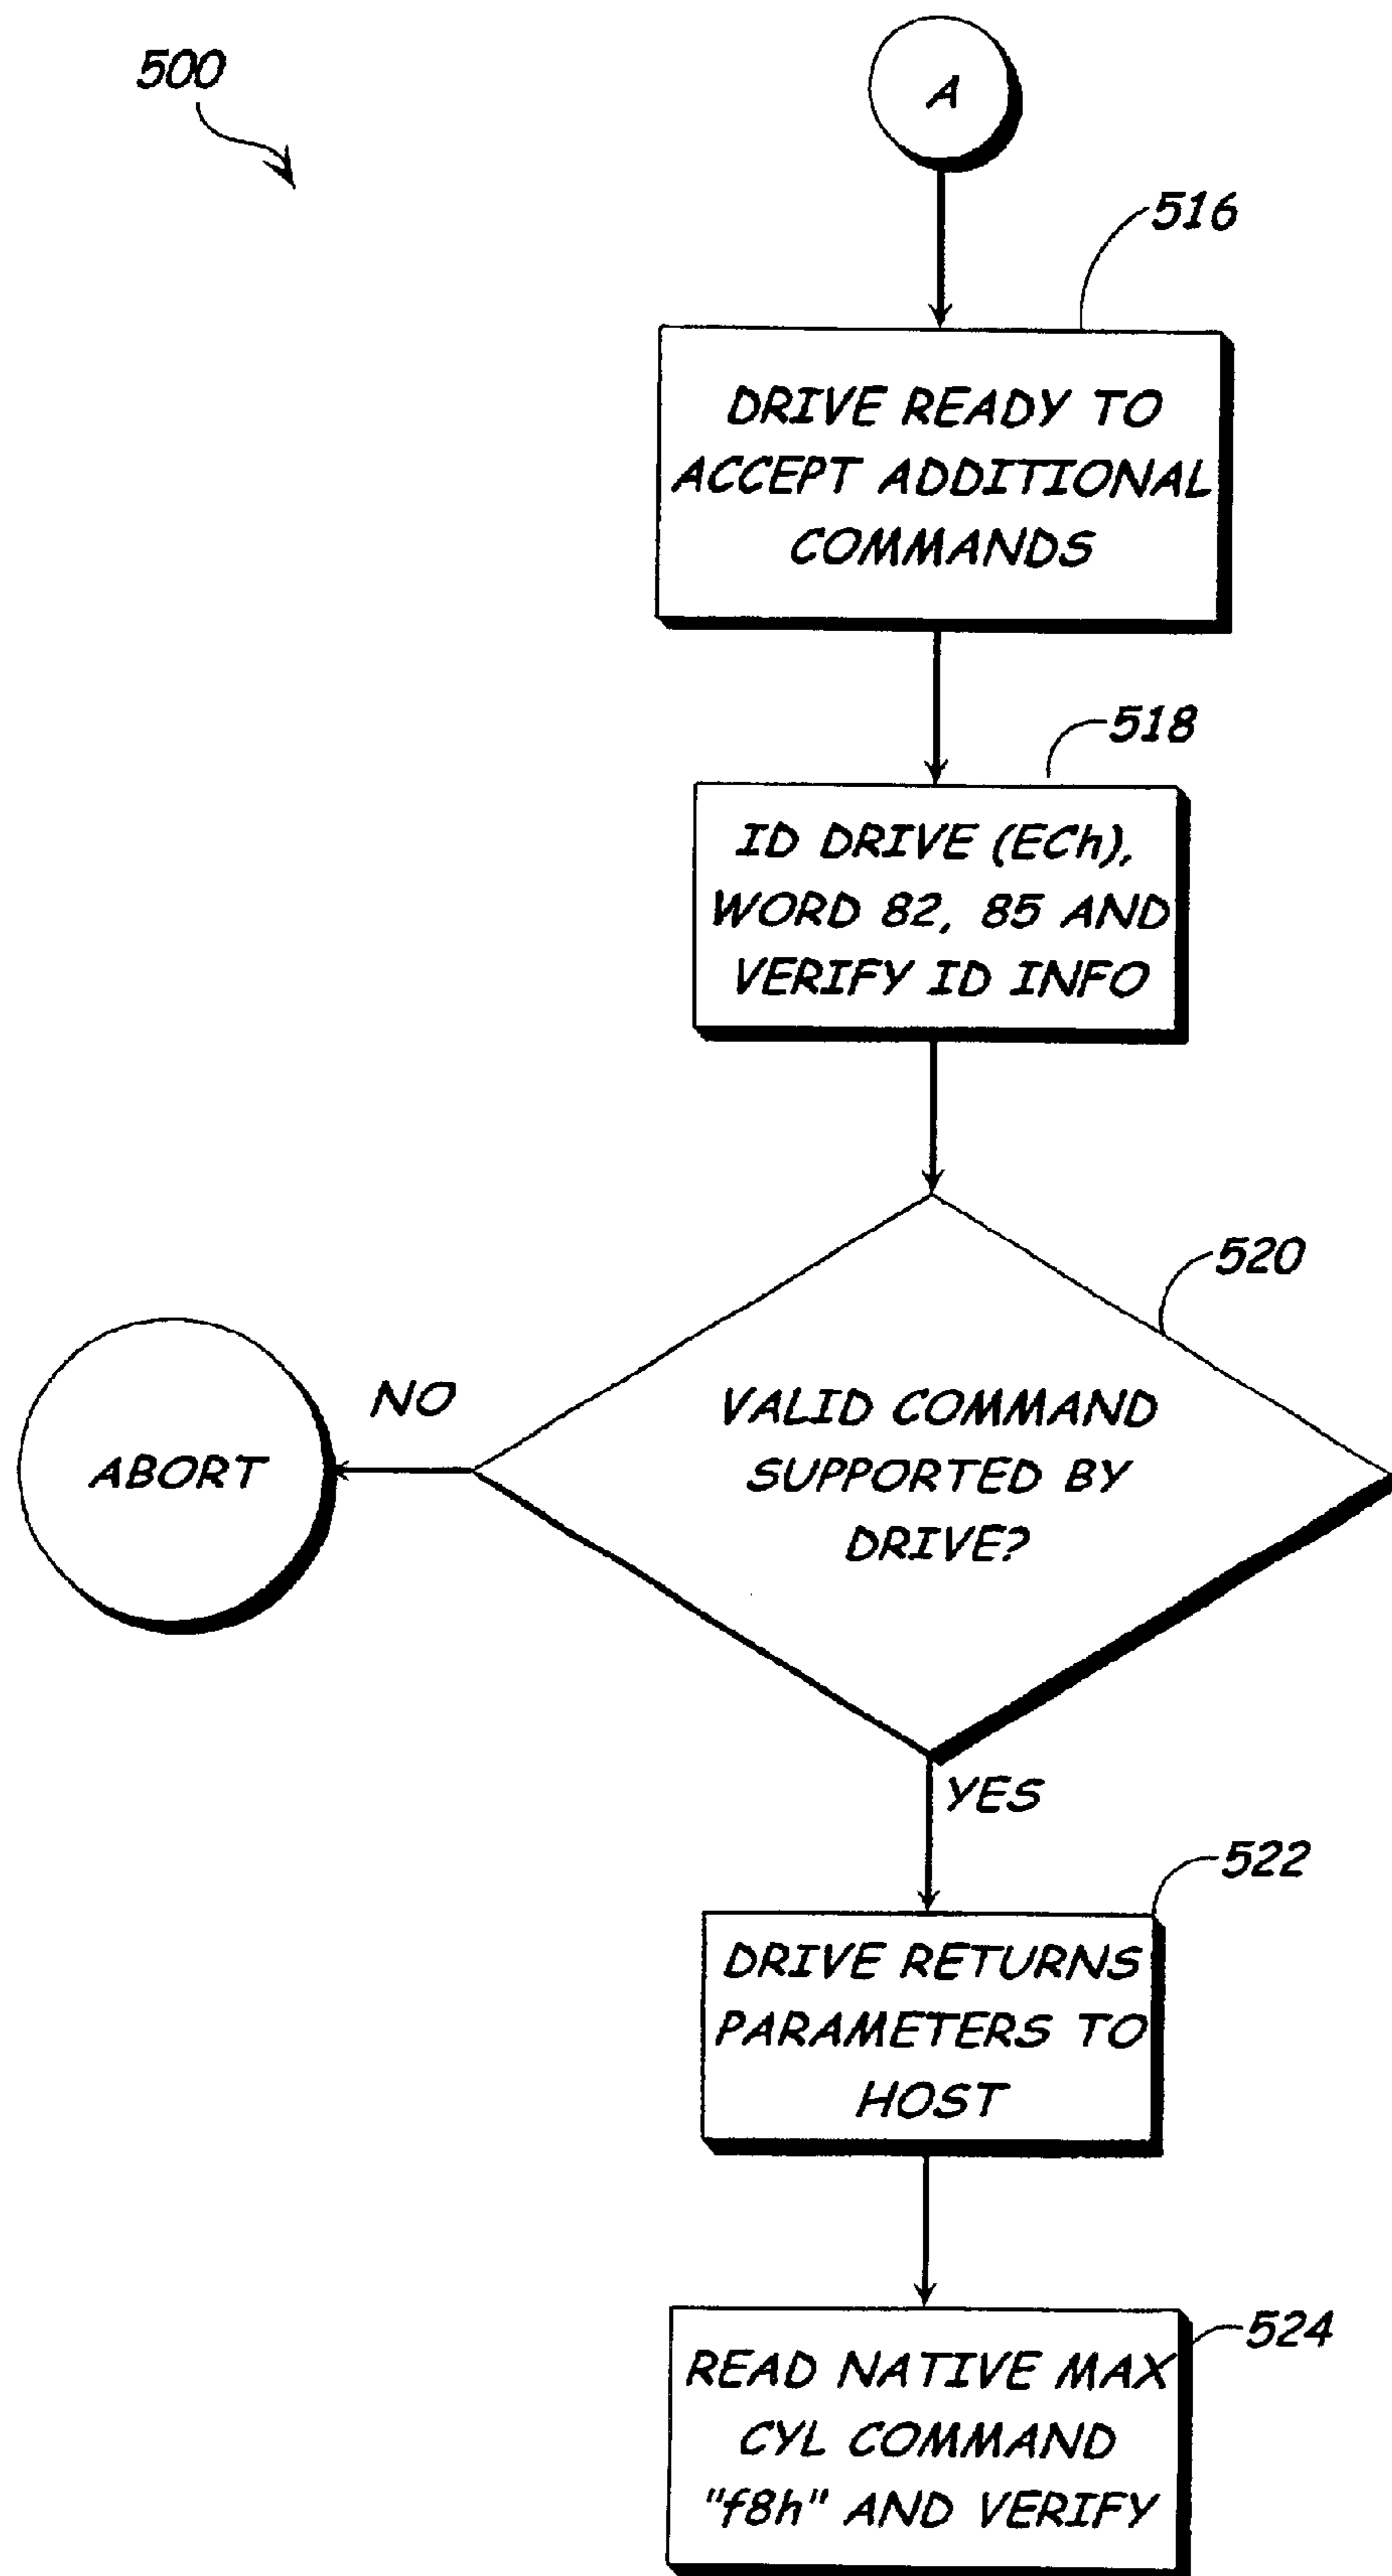 500
A
516
DRIVE READY TO
ACCEPT ADDITIONAL
COMMANDS
518
ID DRIVE (ECh),
WORD 82, 85 AND
VERIFY ID INFO
520
VALID COMMAND
SUPPORTED BY
DRIVE?
NO
ABORT
YES
522
DRIVE RETURNS
PARAMETERS TO
HOST
524
READ NATIVE MAX
CYL COMMAND
"f8h" AND VERIFY